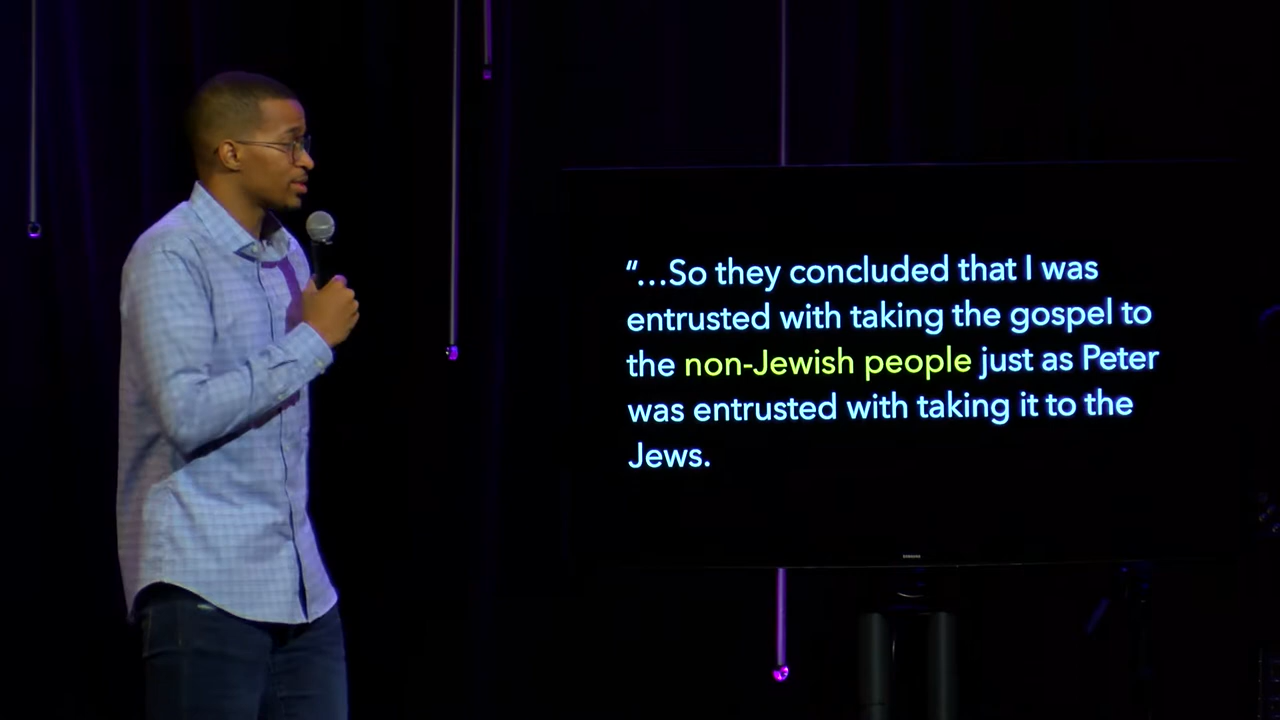 “...So they concluded that I was
entrusted with taking the gospel to
the non-Jewish people just as Peter
was entrusted with taking it to the
Jews.